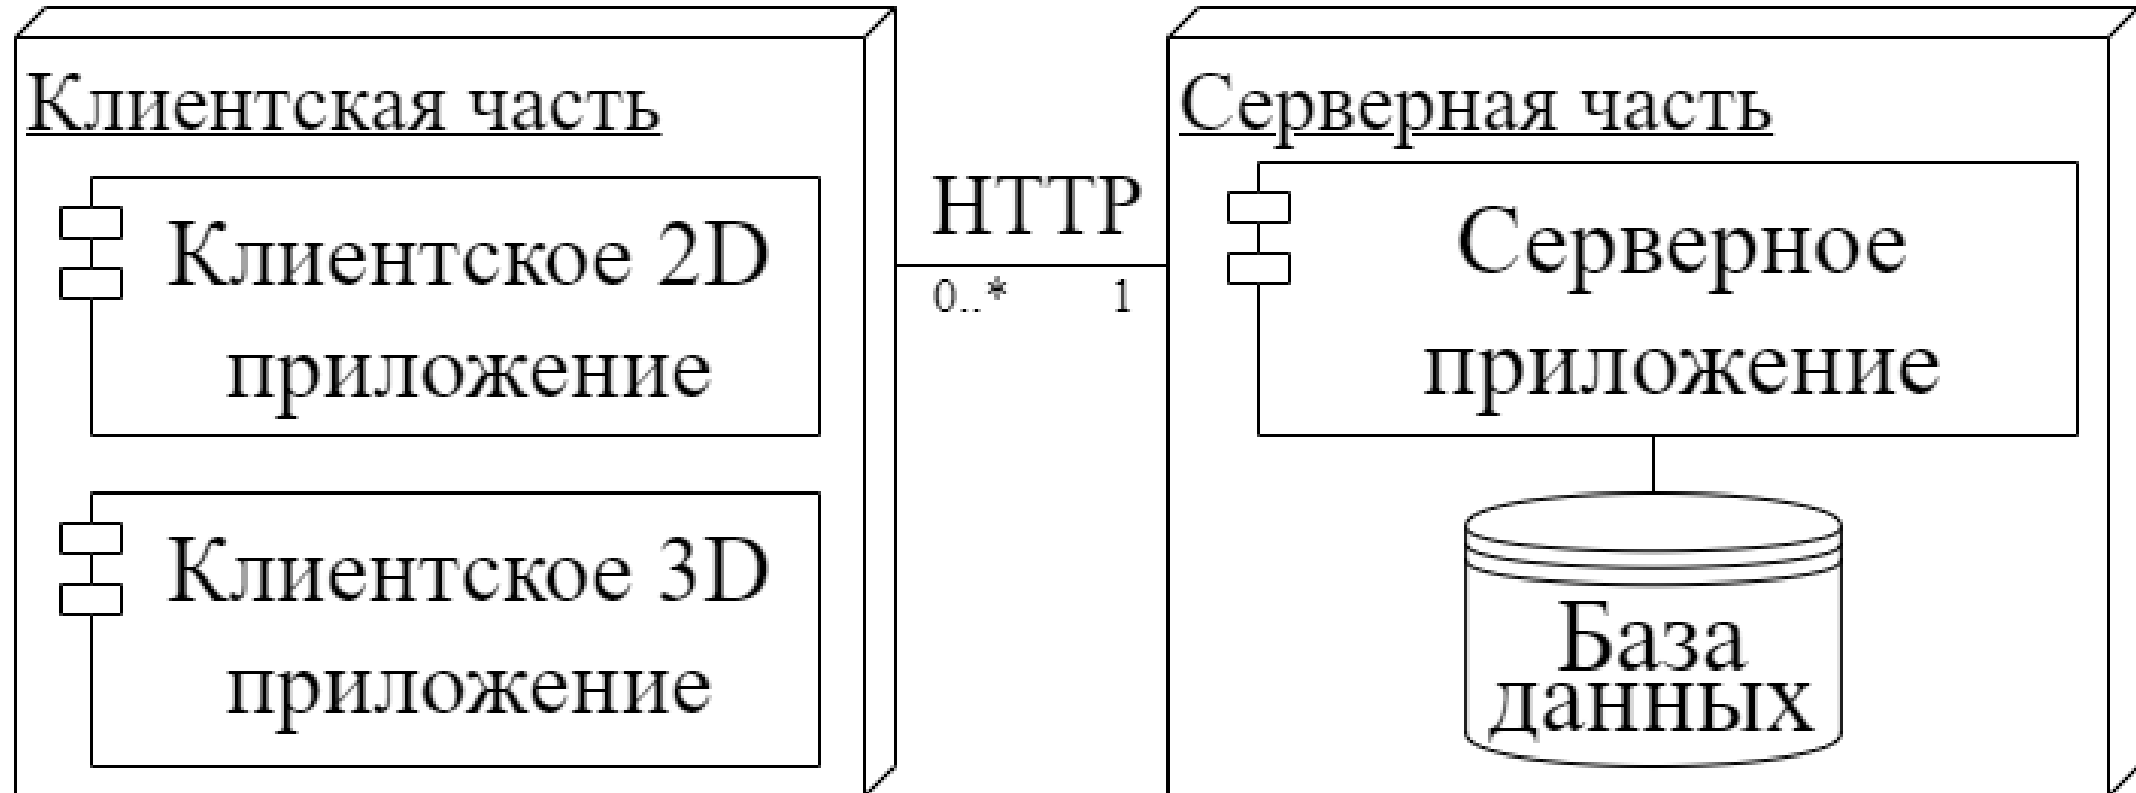 Клиентская часть
Клиентское 2D
приложение
Клиентское 3D
приложение
HTTP
0..* 1
Серверная часть
Серверное
приложение
База
данных